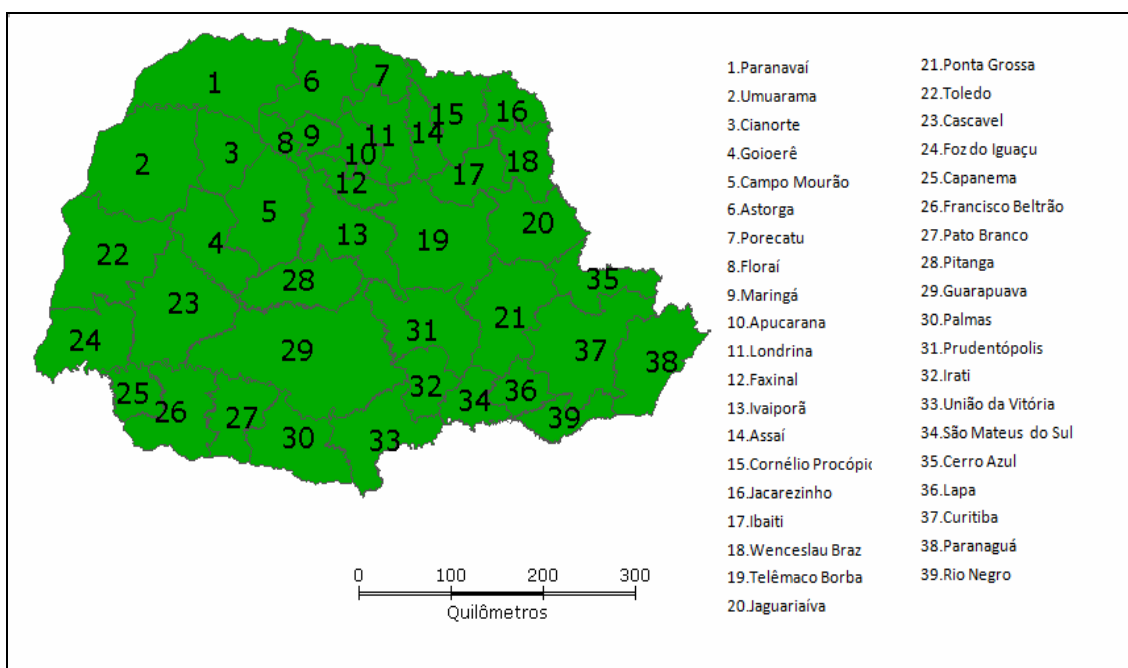 1
6
7
15
16
8
9
11
14
10
2
3
12
17
18
5
13
19
20
4
22
28
35
23
21
24
31
29
37
38
25
32
26
27
34
36
39
30
33
0 100 200 300
Quilômetros
1.Paranavaí
2.Umuarama
3.Cianorte
4.Goioerê
5.Campo Mourão
6.Astorga
7.Porecatu
8.Floraí
9.Maringá
10.Apucarana
11.Londrina
12.Faxinal
13.Ivaiporã
14.Assaí
15.Cornélio Procópio
16.Jacarezinho
17.Ibaiti
18.Wenceslau Braz
19.Telêmaco Borba
20.Jaguariaíva
21.Ponta Grossa
22.Toledo
23.Cascavel
24.Foz do Iguaçu
25.Capanema
26.Francisco Beltrão
27.Pato Branco
28.Pitanga
29.Guarapuava
30.Palmas
31.Prudentópolis
32.Irati
33.União da Vitória
34.São Mateus do Sul
35.Cerro Azul
36.Lapa
37.Curitiba
38.Paranaguá
39.Rio Negro